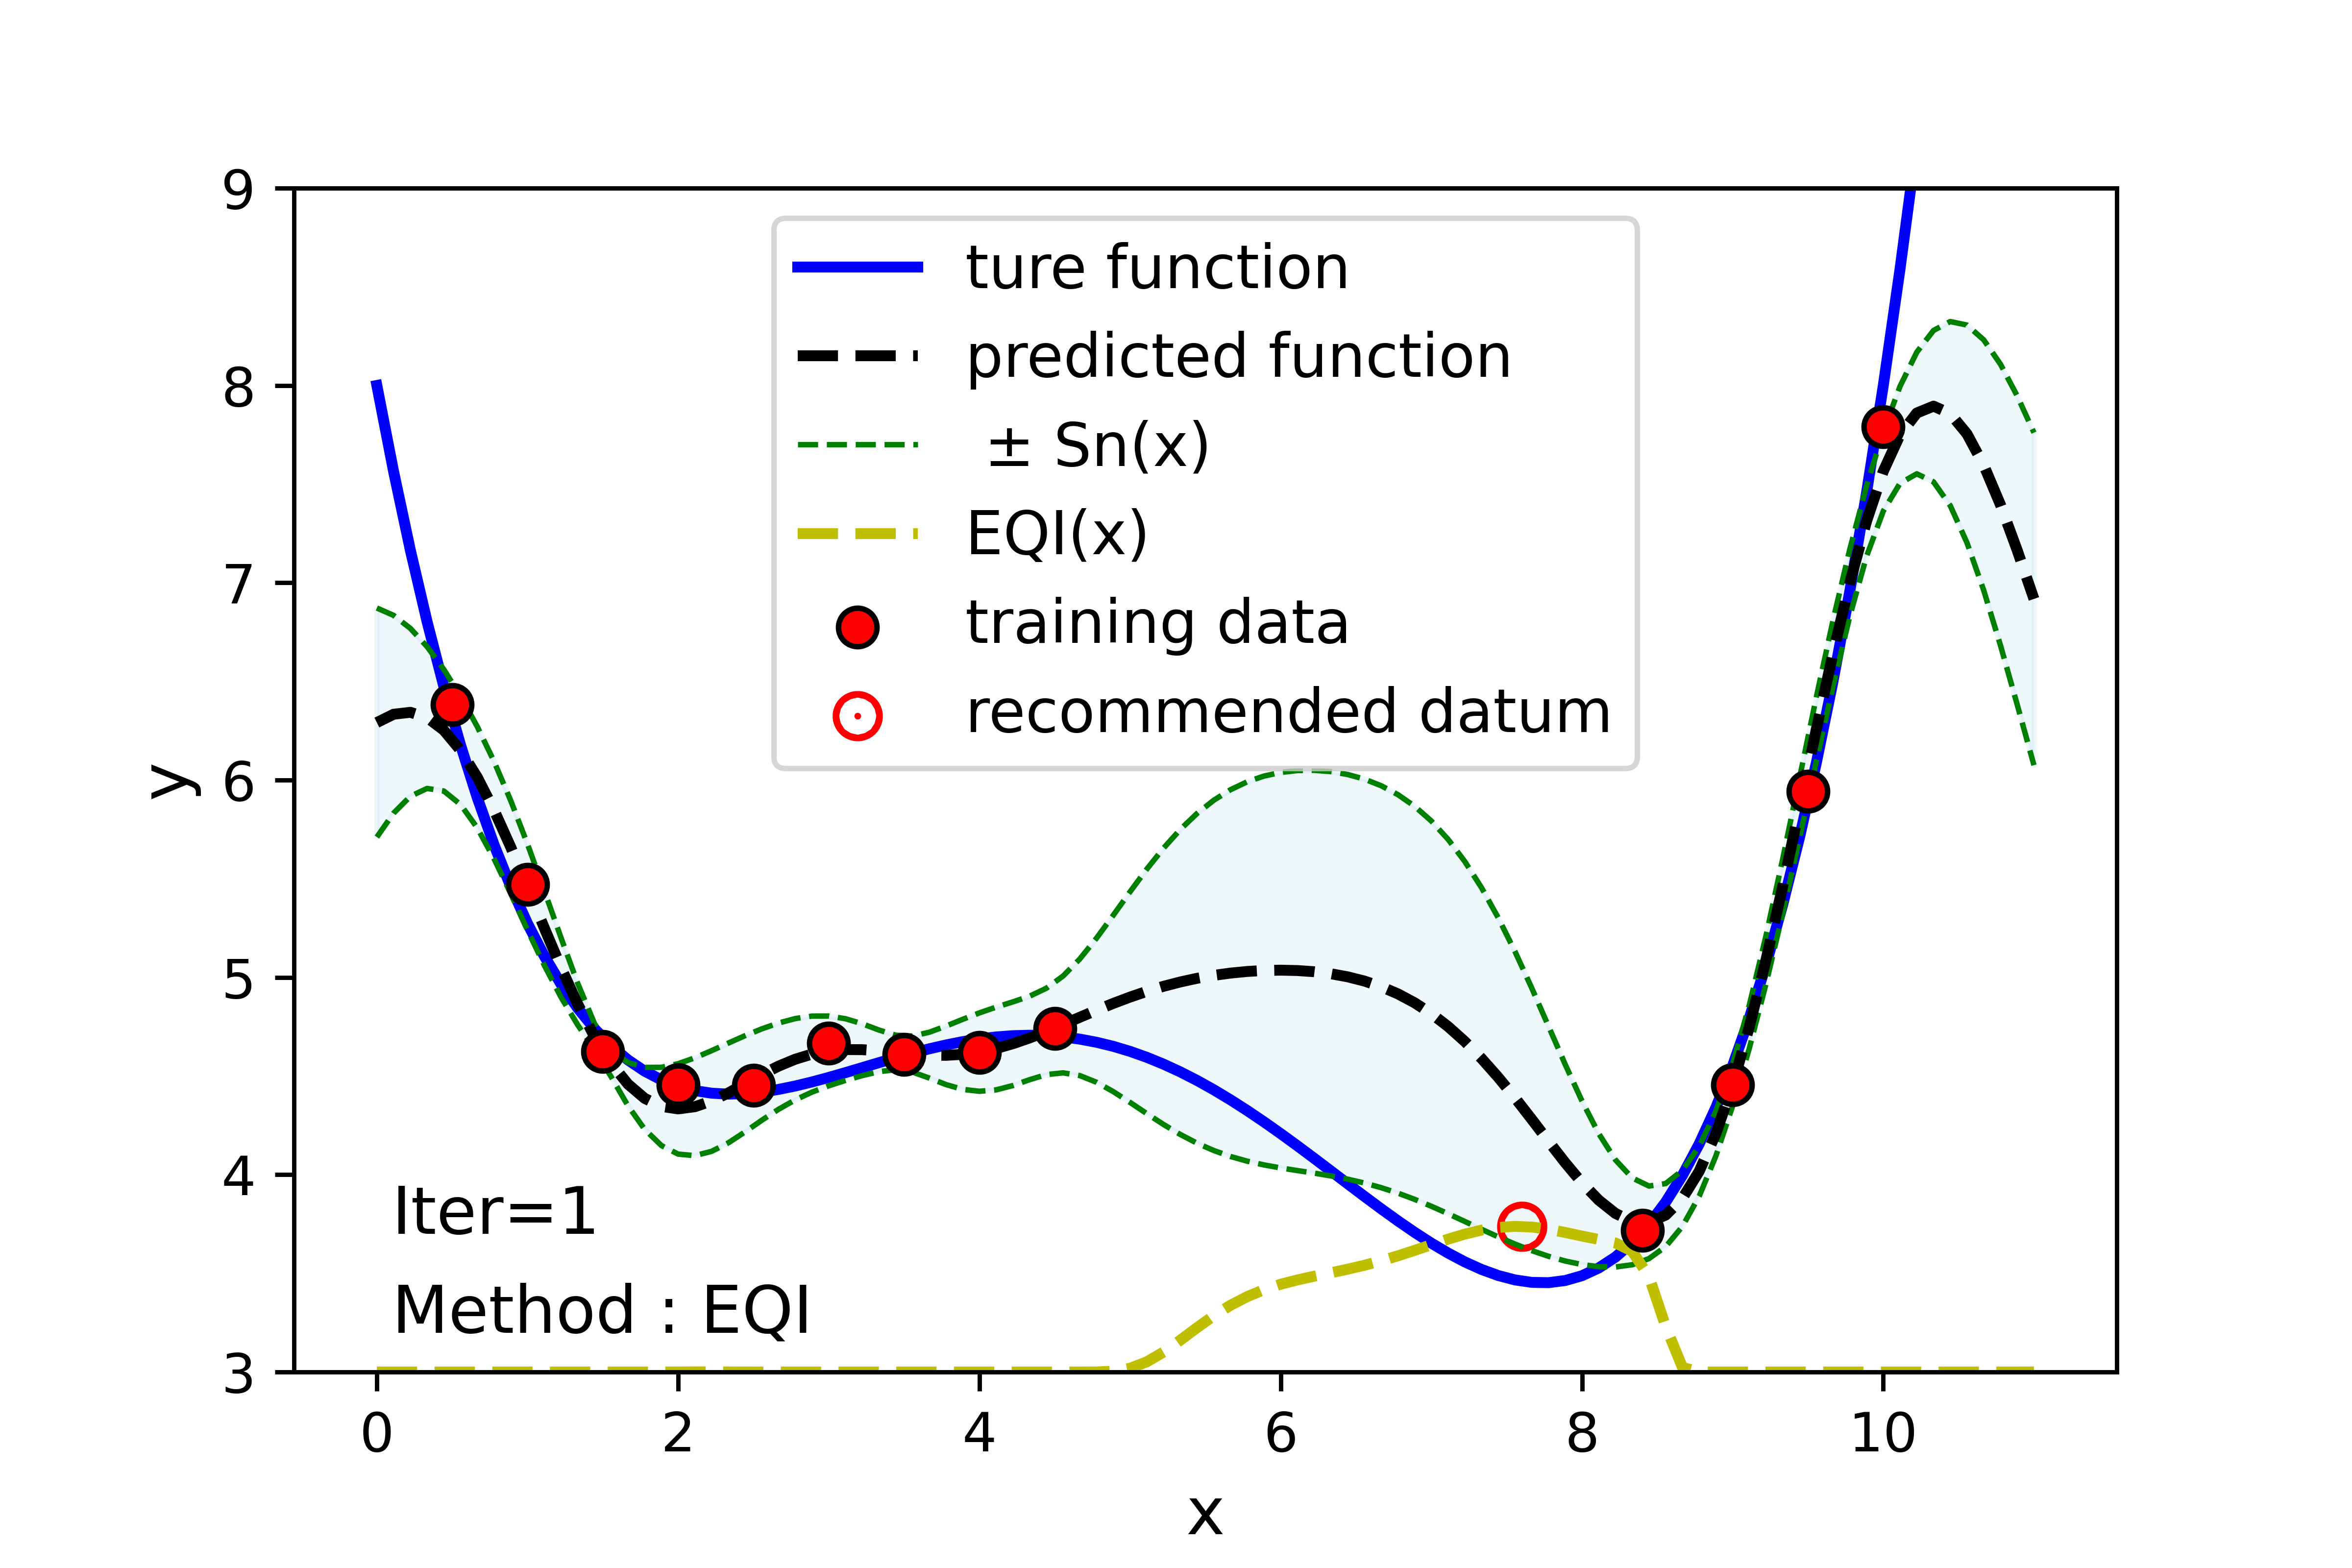 9
8
7
6
5
4
3
y
ture function
predicted function
± Sn(x)
EQI(x)
training data
recommended datum
Iter=1
Method : EQI
0 2 4 6 8 10
x